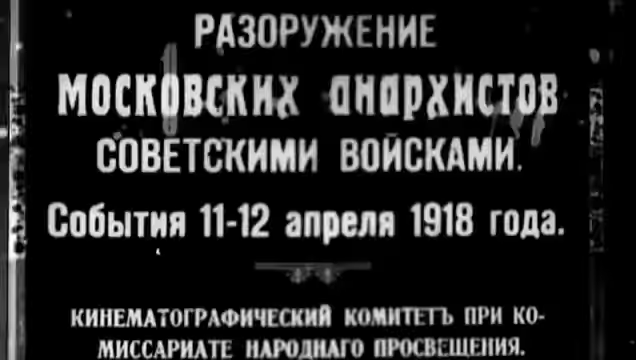 РАЗОРУЖЕНИЕ
МОСКОВСКИХ АНАРХИСТОВ
СОВЕТСКИМИ ВОЙСКАМИ.
События 11-12 апреля 1918 года.
КИНЕМАТОГРАФИЧЕСКИЙ КОМИТЕТЪ ПРИ КО-
МИССАРИАТЕ НАРОДНАГО ПРОСВЕЩЕНИЯ.